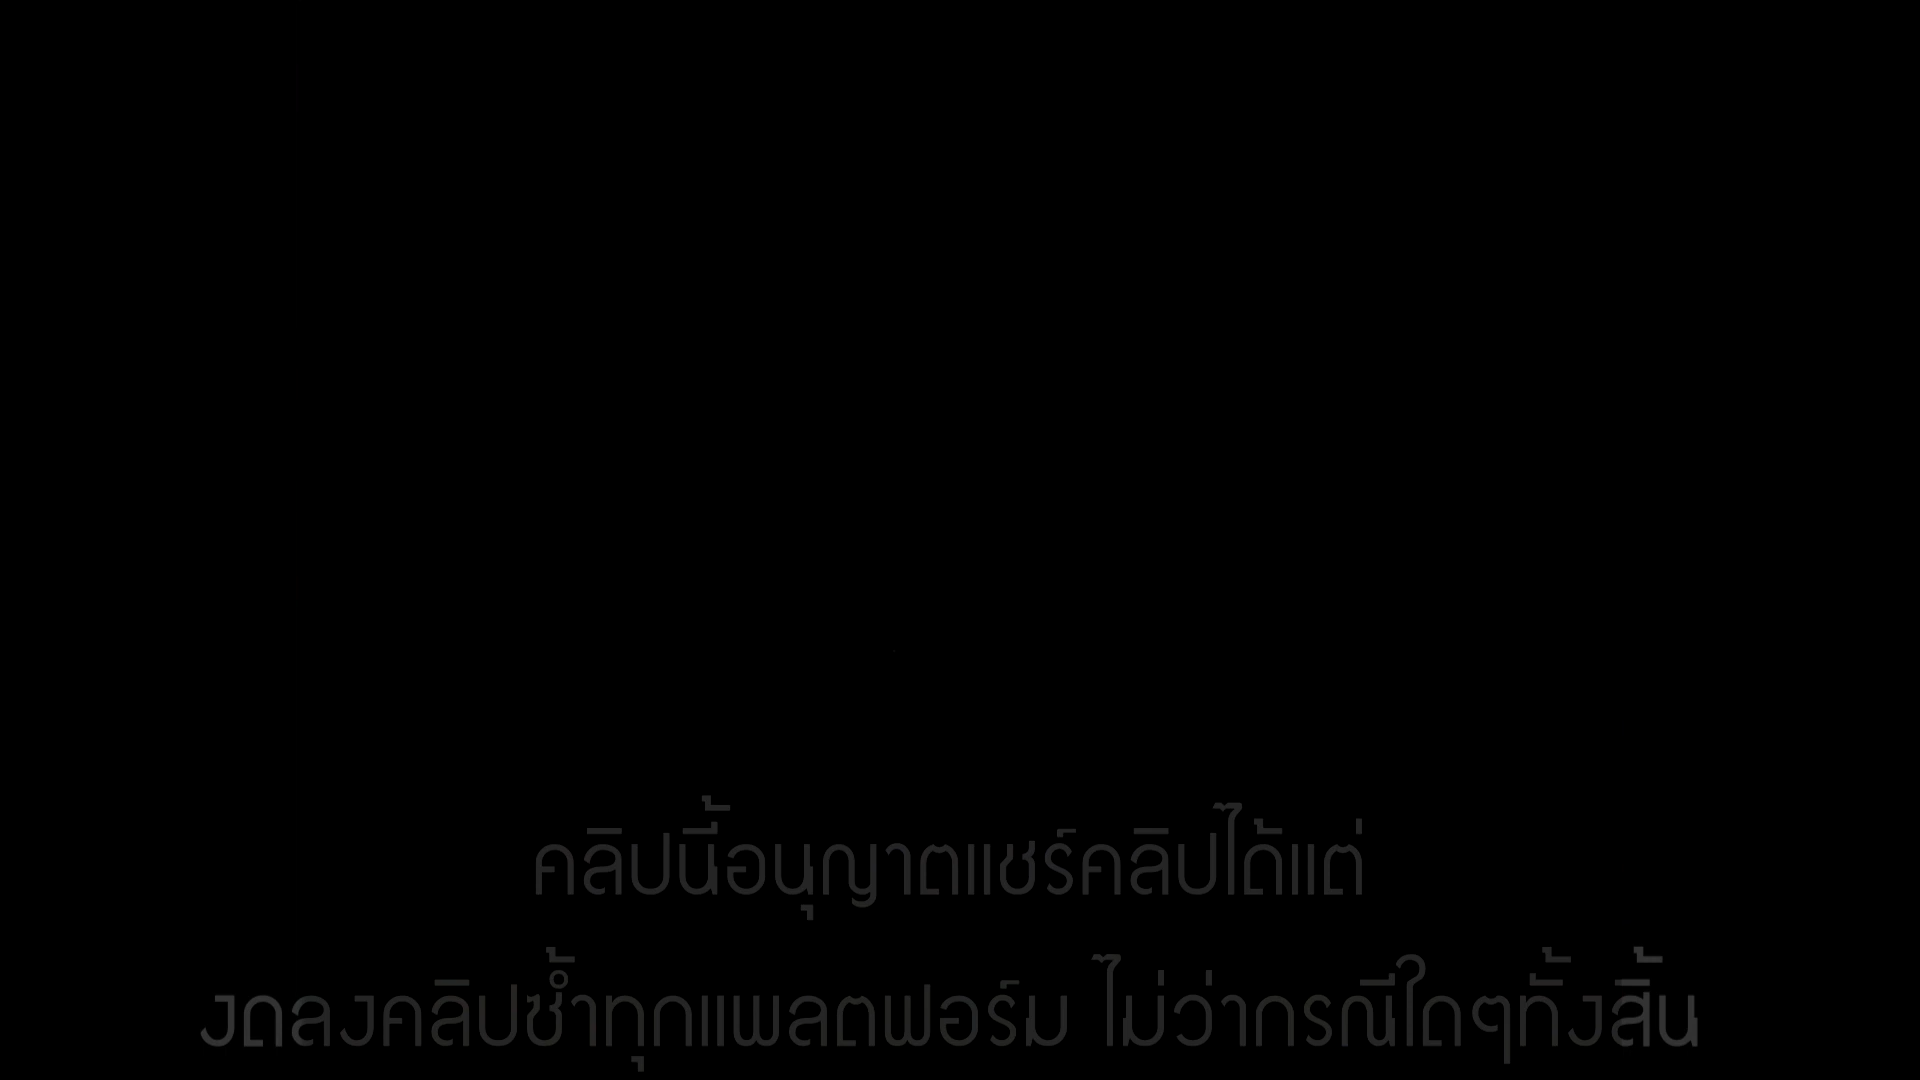 คลิปนี้อนุญาตแชร์คลิปได้แต่
งดลงคลิปซ้ำทุกแพลตฟอร์ม ไม่ว่ากรณีใดๆทั้งสิ้น